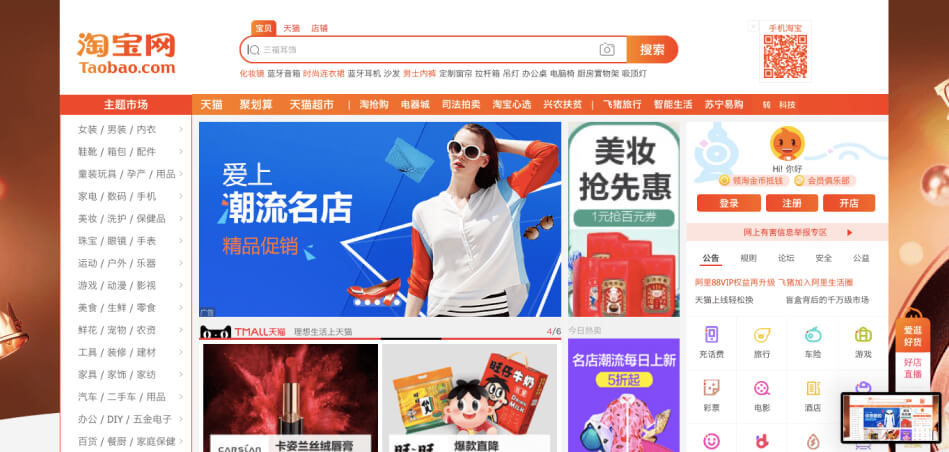 宝贝 天猫 店铺
淘宝网
Taobao.com
三福耳饰
搜索
手机淘宝
化妆镜 蓝牙音箱 时尚连衣裙 蓝牙耳机 沙发 男士内裤 定制窗帘 拉杆箱 吊灯 办公桌 电脑椅 厨房置物架 吸顶灯
主题市场
天猫 聚划算 天猫超市 | 淘抢购 电器城 司法拍卖 淘宝心选 兴农扶贫 | 飞猪旅行 智能生活 苏宁易购 转 科技
女装 / 男装 / 内衣
鞋靴 / 箱包 / 配件
童装玩具 / 孕产 / 用品
家电 / 数码 / 手机
美妆 / 洗护 / 保健品
珠宝 / 眼镜 / 手表
运动 / 户外 / 乐器
游戏 / 动漫 / 影视
美食 / 生鲜 / 零食
鲜花 / 宠物 / 农资
工具 / 装修 / 建材
家具 / 家饰 / 家纺
汽车 / 二手车 / 用品
办公 / DIY / 五金电子
百货 / 餐厨 / 家庭保健
爱上
潮流名店
精品促销
广告
TMALL天猫 理想生活上天猫
4/6
CARSLAN 卡姿兰丝绒唇膏
旺仔牛奶
旺旺 爆款直降
美妆
抢先惠
1元抢百元券
今日热卖
名店潮流每日上新
5折起
Hi! 你好
领淘金币抵钱 会员俱乐部
登录 注册 开店
网上有害信息举报专区
公告 规则 论坛 安全 公益
阿里88VIP权益再升级 飞猪加入阿里生活圈
天猫上线轻松换 盲盒背后的千万级市场
充话费 旅行 车险 游戏
彩票 电影 酒店
爱逛
好货
好店
直播